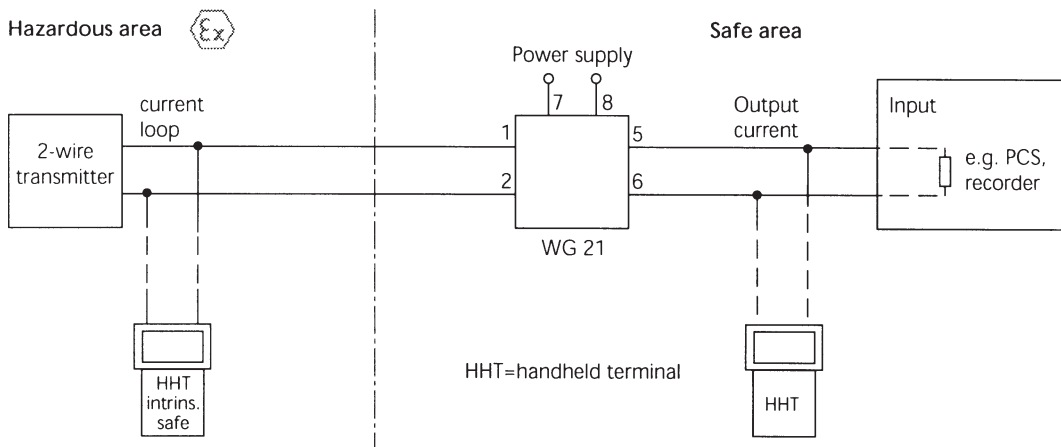 Hazardous area
Ex
Safe area
Power supply
7
8
current
loop
1
2
5
6
Output
current
Input
2-wire
transmitter
e.g. PCS,
recorder
WG 21
HHT
intrins.
safe
HHT=handheld terminal
HHT